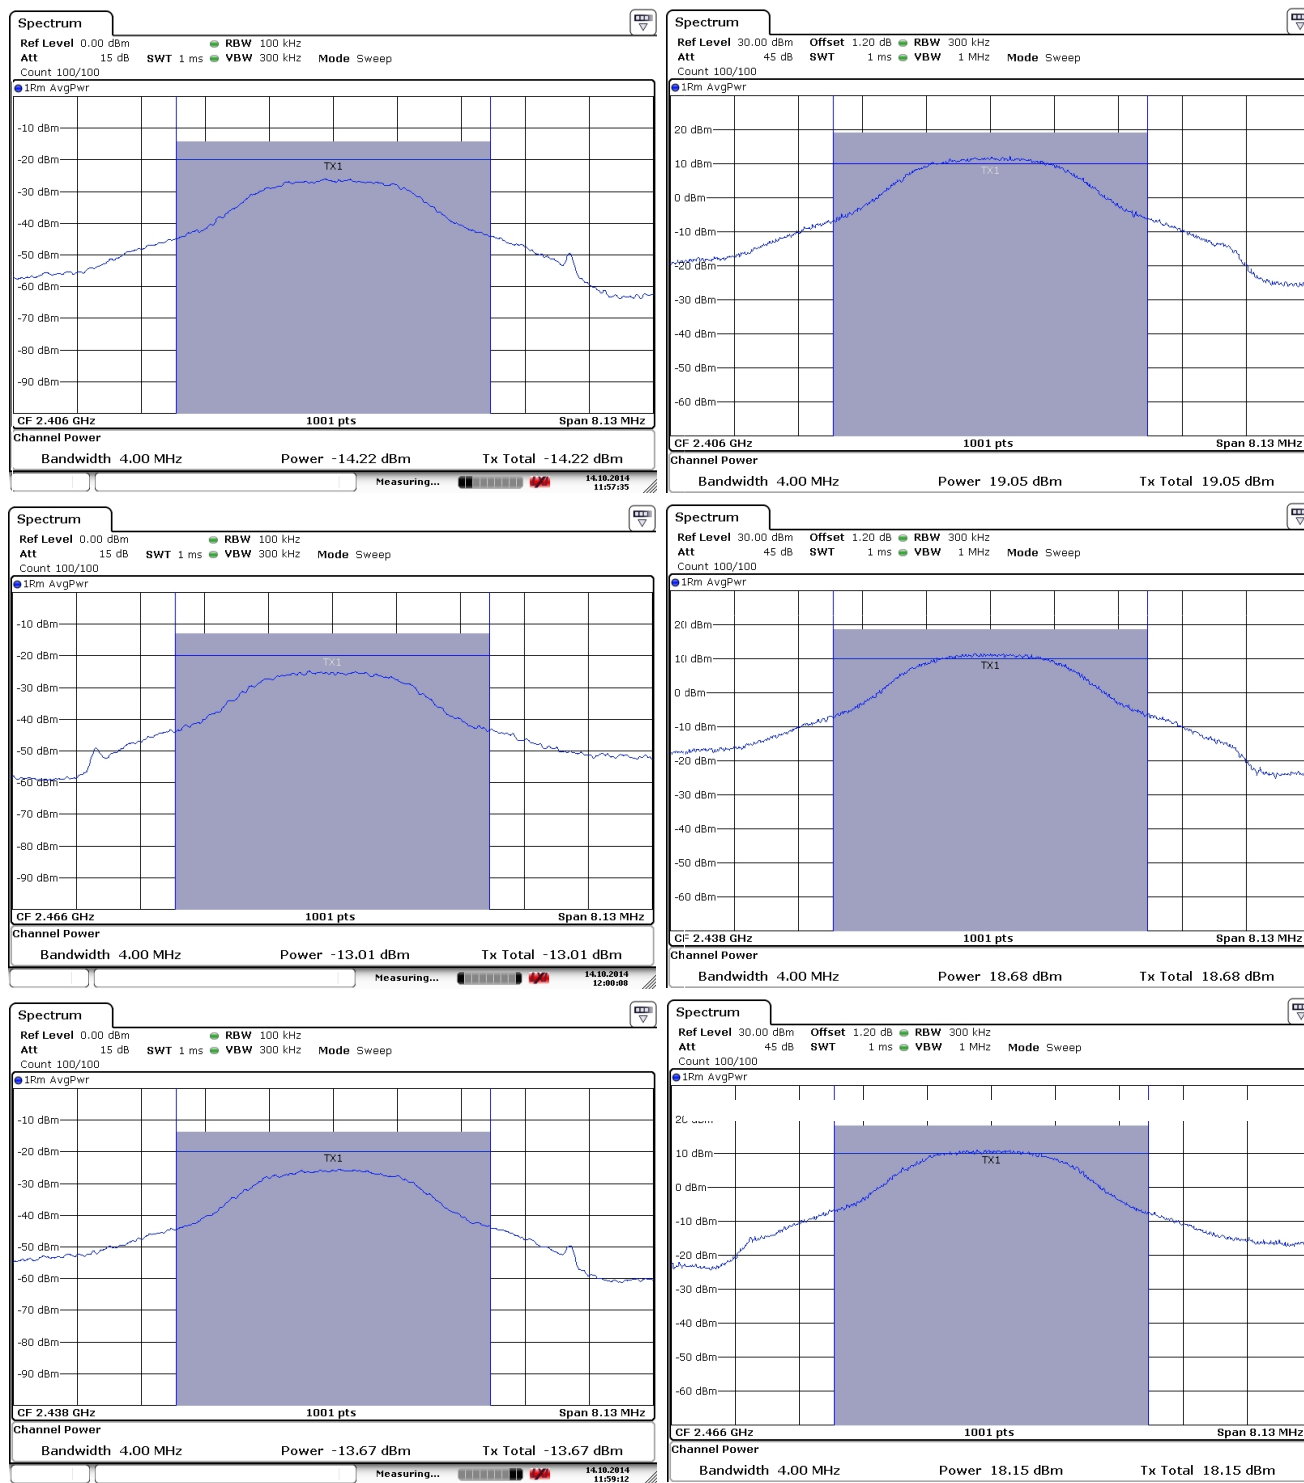 Spectrum
Ref Level 0.00 dBm RBW 100 kHz
Att 15 dB SWT 1 ms VBW 300 kHz Mode Sweep
Count 100/100
1Rm AvgPwr
-10 dBm
-20 dBm
TX1
-30 dBm
-40 dBm
-50 dBm
-60 dBm
-70 dBm
-80 dBm
-90 dBm
CF 2.406 GHz 1001 pts Span 8.13 MHz
Channel Power
Bandwidth 4.00 MHz Power -14.22 dBm Tx Total -14.22 dBm
Measuring... 14.10.2014
11:57:35
Spectrum
Ref Level 30.00 dBm Offset 1.20 dB RBW 300 kHz
Att 45 dB SWT 1 ms VBW 1 MHz Mode Sweep
Count 100/100
1Rm AvgPwr
20 dBm
10 dBm
TX1
0 dBm
-10 dBm
-20 dBm
-30 dBm
-40 dBm
-50 dBm
-60 dBm
CF 2.406 GHz 1001 pts Span 8.13 MHz
Channel Power
Bandwidth 4.00 MHz Power 19.05 dBm Tx Total 19.05 dBm
Spectrum
Ref Level 0.00 dBm RBW 100 kHz
Att 15 dB SWT 1 ms VBW 300 kHz Mode Sweep
Count 100/100
1Rm AvgPwr
-10 dBm
-20 dBm
TX1
-30 dBm
-40 dBm
-50 dBm
-60 dBm
-70 dBm
-80 dBm
-90 dBm
CF 2.466 GHz 1001 pts Span 8.13 MHz
Channel Power
Bandwidth 4.00 MHz Power -13.01 dBm Tx Total -13.01 dBm
Measuring... 14.10.2014
12:00:08
Spectrum
Ref Level 30.00 dBm Offset 1.20 dB RBW 300 kHz
Att 45 dB SWT 1 ms VBW 1 MHz Mode Sweep
Count 100/100
1Rm AvgPwr
20 dBm
10 dBm
TX1
0 dBm
-10 dBm
-20 dBm
-30 dBm
-40 dBm
-50 dBm
-60 dBm
CF 2.438 GHz 1001 pts Span 8.13 MHz
Channel Power
Bandwidth 4.00 MHz Power 18.68 dBm Tx Total 18.68 dBm
Spectrum
Ref Level 0.00 dBm RBW 100 kHz
Att 15 dB SWT 1 ms VBW 300 kHz Mode Sweep
Count 100/100
1Rm AvgPwr
-10 dBm
-20 dBm
TX1
-30 dBm
-40 dBm
-50 dBm
-60 dBm
-70 dBm
-80 dBm
-90 dBm
CF 2.438 GHz 1001 pts Span 8.13 MHz
Channel Power
Bandwidth 4.00 MHz Power -13.67 dBm Tx Total -13.67 dBm
Measuring... 14.10.2014
11:59:12
Spectrum
Ref Level 30.00 dBm Offset 1.20 dB RBW 300 kHz
Att 45 dB SWT 1 ms VBW 1 MHz Mode Sweep
Count 100/100
1Rm AvgPwr
10 dBm
TX1
0 dBm
-10 dBm
-20 dBm
-30 dBm
-40 dBm
-50 dBm
-60 dBm
CF 2.466 GHz 1001 pts Span 8.13 MHz
Channel Power
Bandwidth 4.00 MHz Power 18.15 dBm Tx Total 18.15 dBm